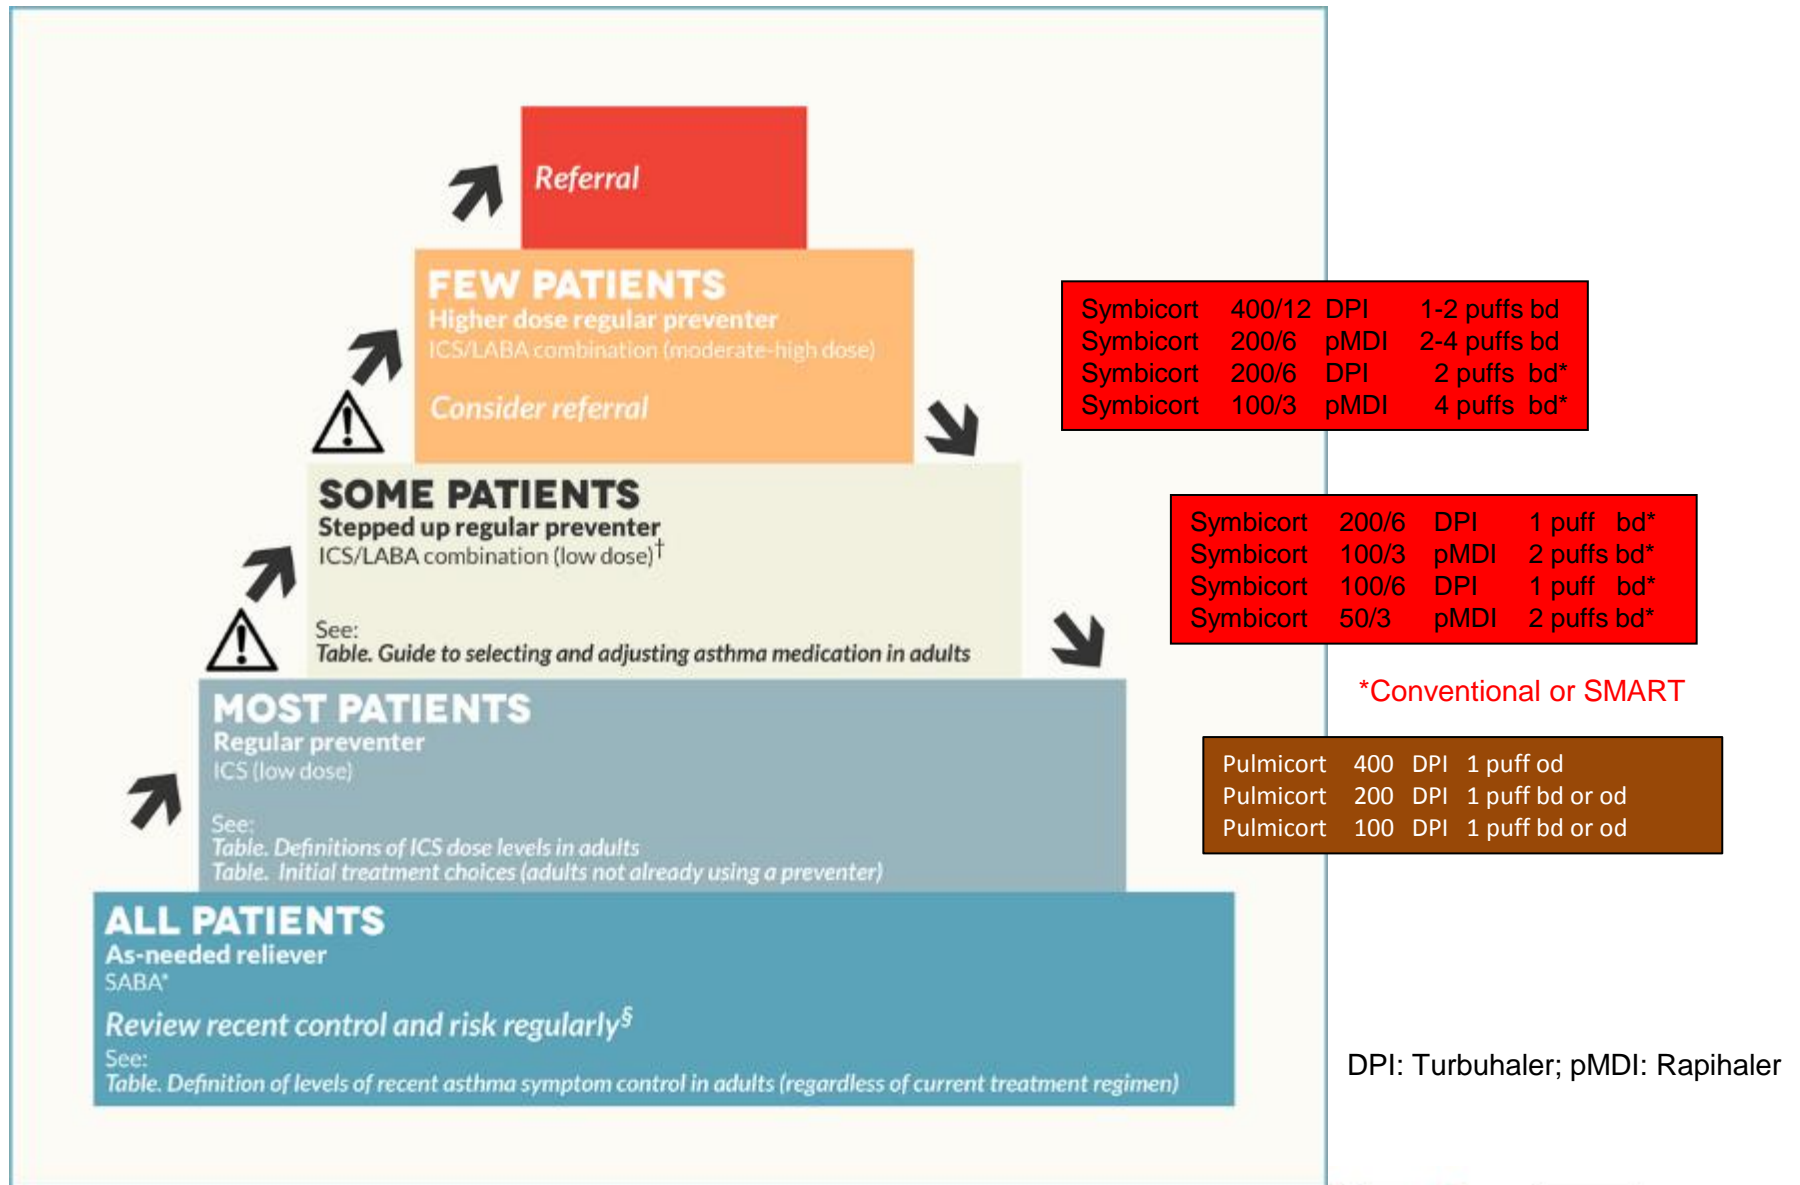 Referral
FEW PATIENTS
Higher dose regular preventer
ICS/LABA combination (moderate-high dose)
Consider referral
SOME PATIENTS
Stepped up regular preventer
ICS/LABA combination (low dose)†
See:
Table. Guide to selecting and adjusting asthma medication in adults
MOST PATIENTS
Regular preventer
ICS (low dose)
See:
Table. Definitions of ICS dose levels in adults
Table. Initial treatment choices (adults not already using a preventer)
ALL PATIENTS
As-needed reliever
SABA*
Review recent control and risk regularly§
See:
Table. Definition of levels of recent asthma symptom control in adults (regardless of current treatment regimen)
Symbicort 400/12 DPI 1-2 puffs bd
Symbicort 200/6 pMDI 2-4 puffs bd
Symbicort 200/6 DPI 2 puffs bd*
Symbicort 100/3 pMDI 4 puffs bd*
Symbicort 200/6 DPI 1 puff bd*
Symbicort 100/3 pMDI 2 puffs bd*
Symbicort 100/6 DPI 1 puff bd*
Symbicort 50/3 pMDI 2 puffs bd*
*Conventional or SMART
Pulmicort 400 DPI 1 puff od
Pulmicort 200 DPI 1 puff bd or od
Pulmicort 100 DPI 1 puff bd or od
DPI: Turbuhaler; pMDI: Rapihaler